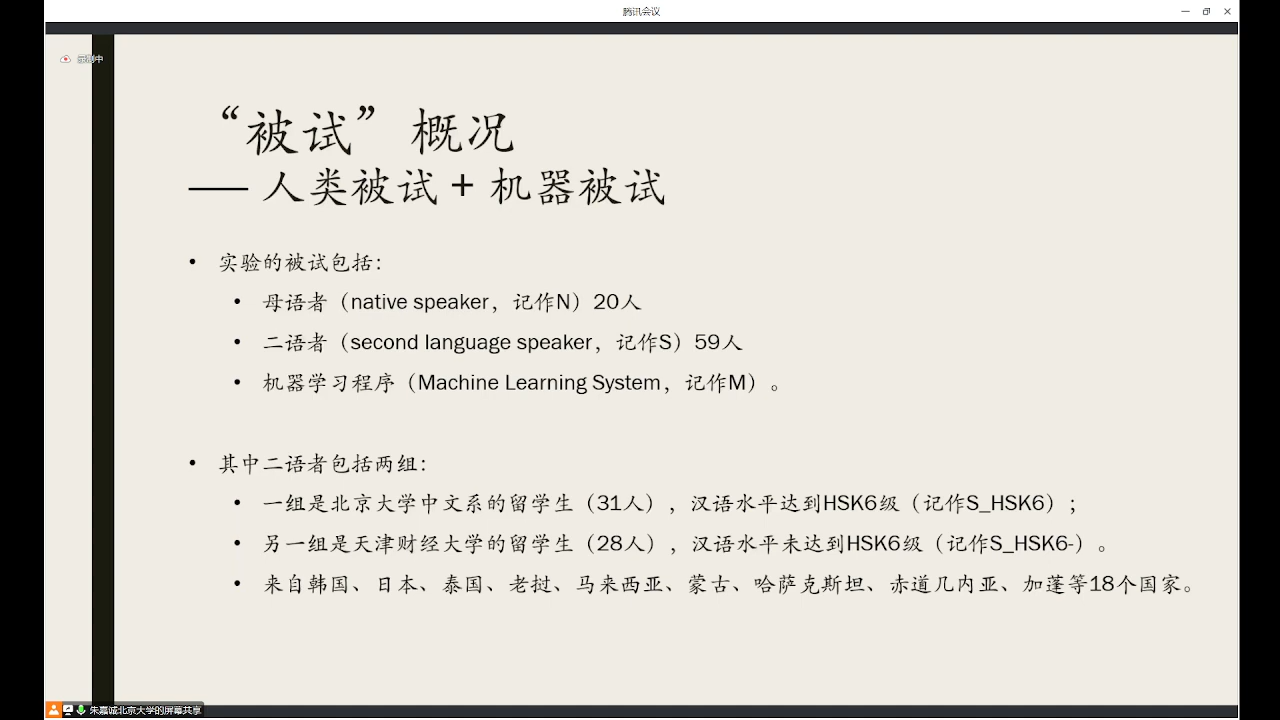 腾讯会议
录制中
“被试”概况
—— 人类被试 + 机器被试
• 实验的被试包括：
• 母语者（native speaker，记作N）20人
• 二语者（second language speaker，记作S）59人
• 机器学习程序（Machine Learning System，记作M）。
• 其中二语者包括两组：
• 一组是北京大学中文系的留学生（31人），汉语水平达到HSK6级（记作S_HSK6）；
• 另一组是天津财经大学的留学生（28人），汉语水平未达到HSK6级（记作S_HSK6-）。
• 来自韩国、日本、泰国、老挝、马来西亚、蒙古、哈萨克斯坦、赤道几内亚、加蓬等18个国家。
朱嘉诚北京大学的屏幕共享